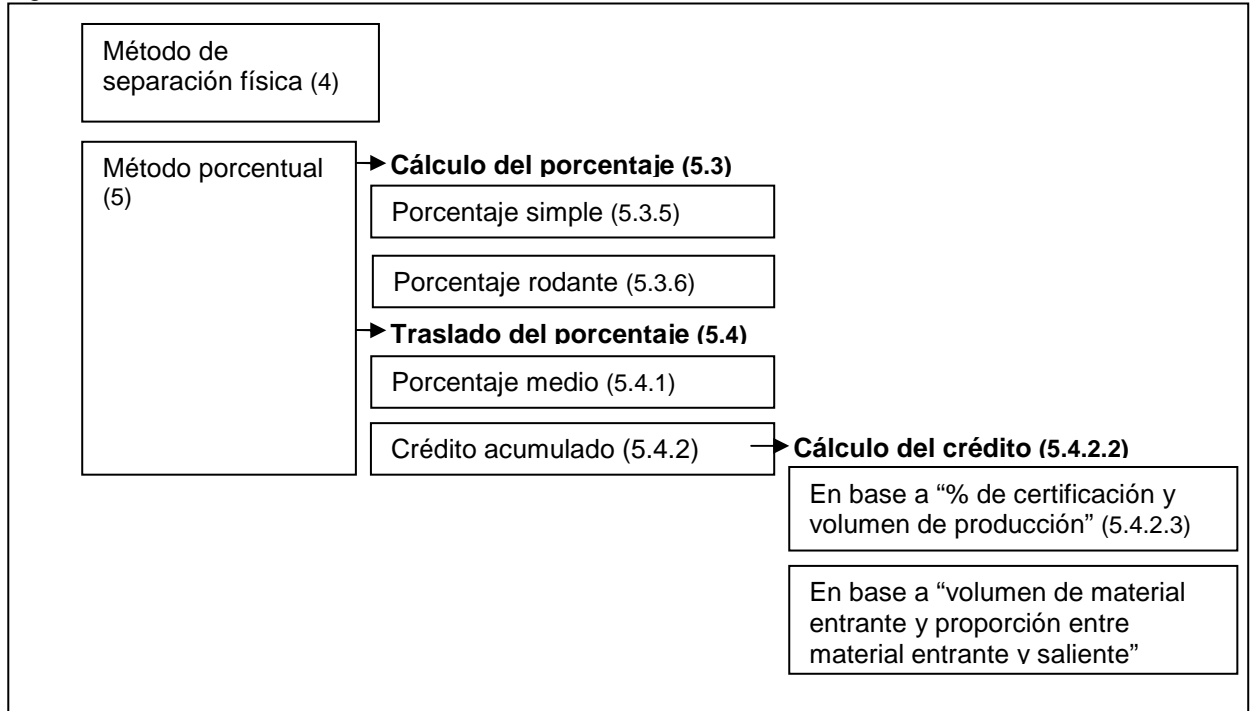 Método de
separación física (4)
Método porcentual
(5)
Cálculo del porcentaje (5.3)
Porcentaje simple (5.3.5)
Porcentaje rodante (5.3.6)
Traslado del porcentaje (5.4)
Porcentaje medio (5.4.1)
Crédito acumulado (5.4.2)
Cálculo del crédito (5.4.2.2)
En base a “% de certificación y
volumen de producción” (5.4.2.3)
En base a “volumen de material
entrante y proporción entre
material entrante y saliente”